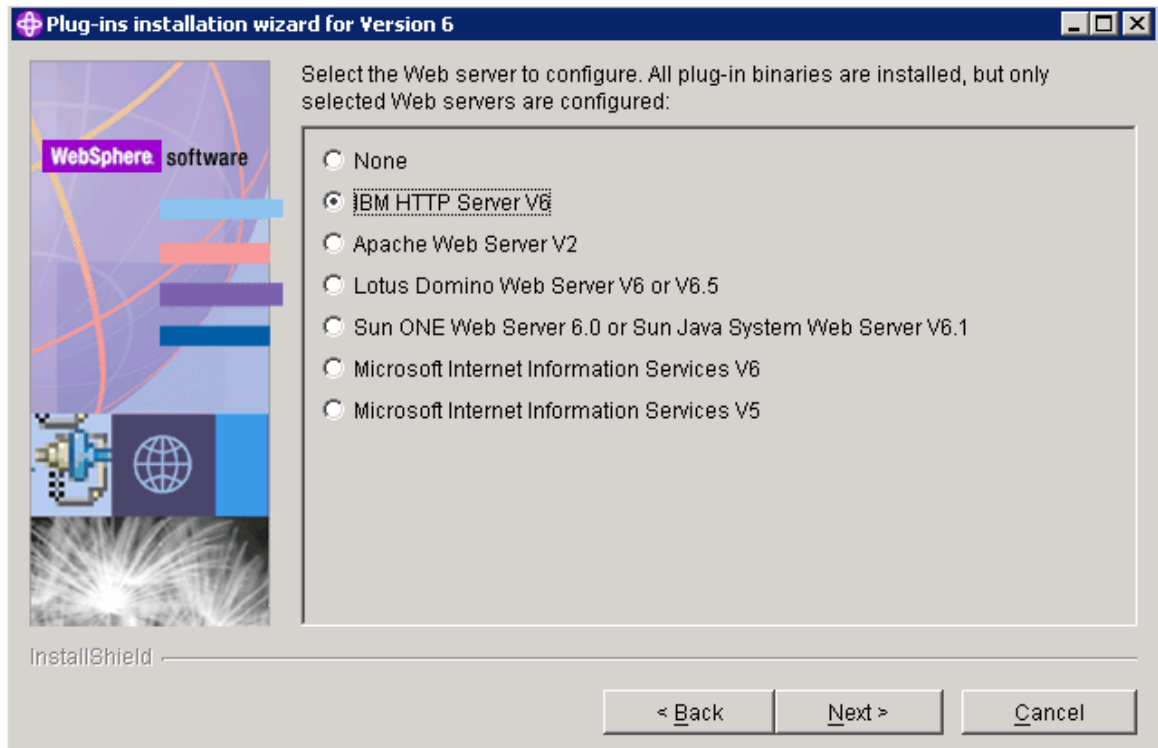 Plug-ins installation wizard for Version 6
Select the Web server to configure. All plug-in binaries are installed, but only
selected Web servers are configured:
WebSphere. software
None
IBM HTTP Server V6
Apache Web Server V2
Lotus Domino Web Server V6 or V6.5
Sun ONE Web Server 6.0 or Sun Java System Web Server V6.1
Microsoft Internet Information Services V6
Microsoft Internet Information Services V5
InstallShield
< Back
Next >
Cancel